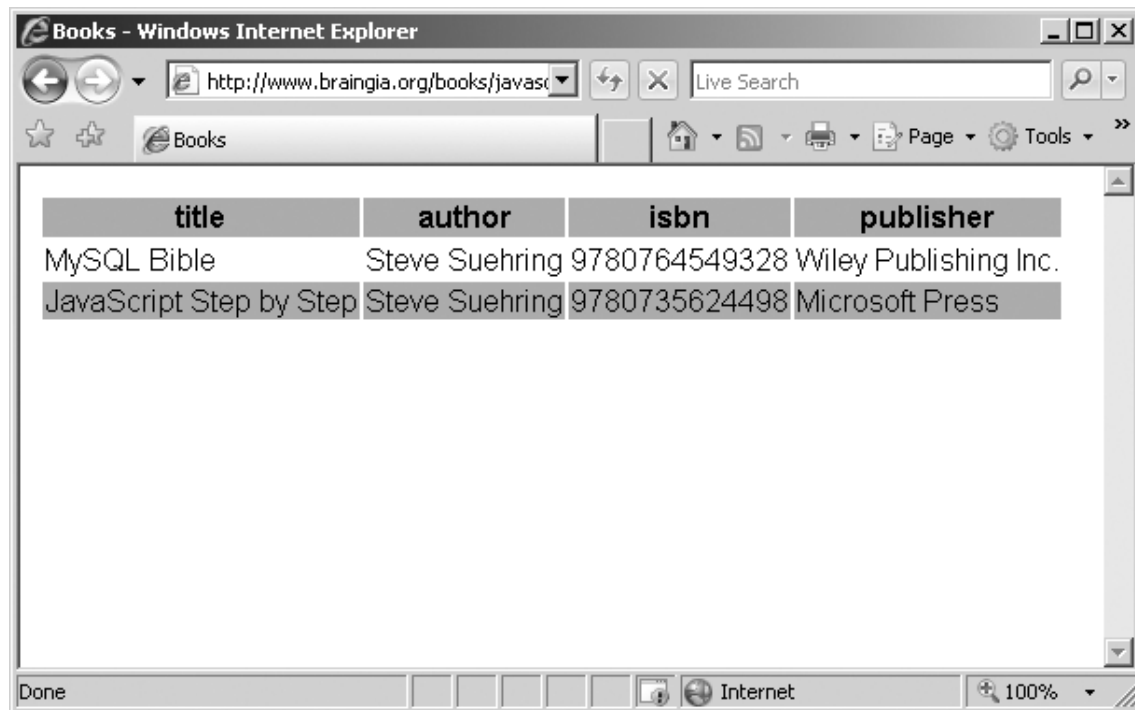 Books - Windows Internet Explorer
http://www.braingia.org/books/javasc
Live Search
Books
Page
Tools
»
title author isbn publisher
MySQL Bible Steve Suehring 9780764549328 Wiley Publishing Inc.
JavaScript Step by Step Steve Suehring 9780735624498 Microsoft Press
Done
Internet
100%